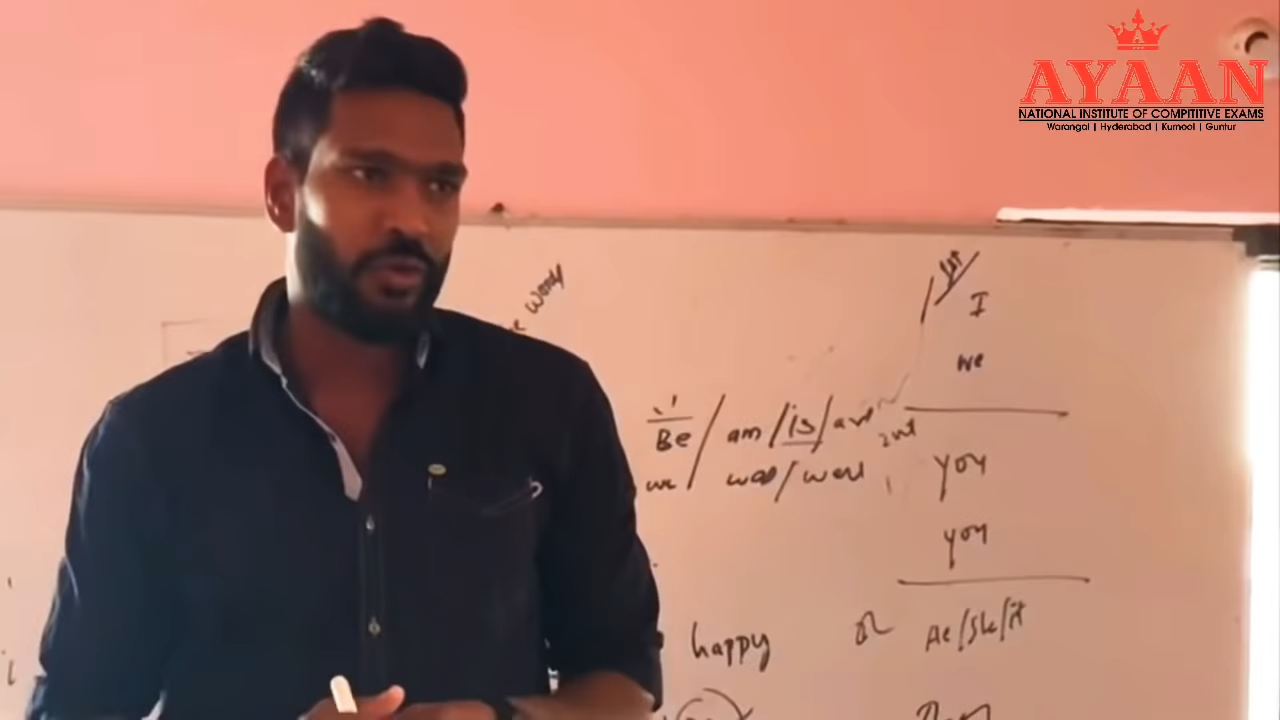 AYAAN
NATIONAL INSTITUTE OF COMPITITIVE EXAMS
Warangal | Hyderabad | Kurnool | Guntur
I
we
Be / am / is / are
was / were
you
you
happy
He/She/it